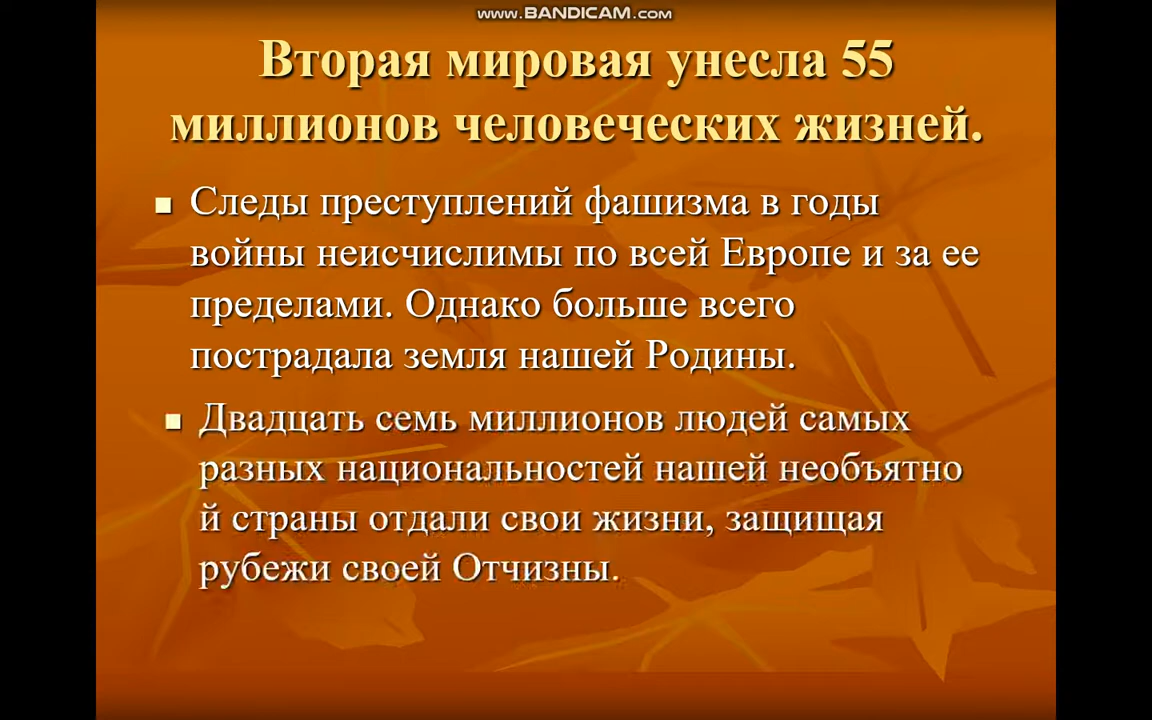 www.BANDICAM.com
Вторая мировая унесла 55
миллионов человеческих жизней.
Следы преступлений фашизма в годы
войны неисчислимы по всей Европе и за ее
пределами. Однако больше всего
пострадала земля нашей Родины.
Двадцать семь миллионов людей самых
разных национальностей нашей необъятно
й страны отдали свои жизни, защищая
рубежи своей Отчизны.